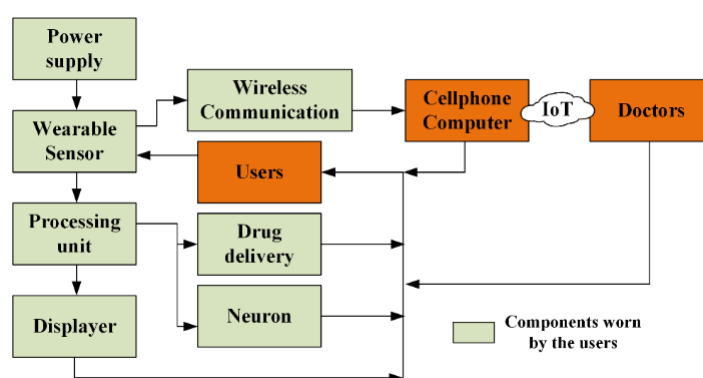 Power
supply
Wireless
Communication
Cellphone
Computer
IoT
Doctors
Wearable
Sensor
Users
Processing
unit
Drug
delivery
Displayer
Neuron
Components worn
by the users